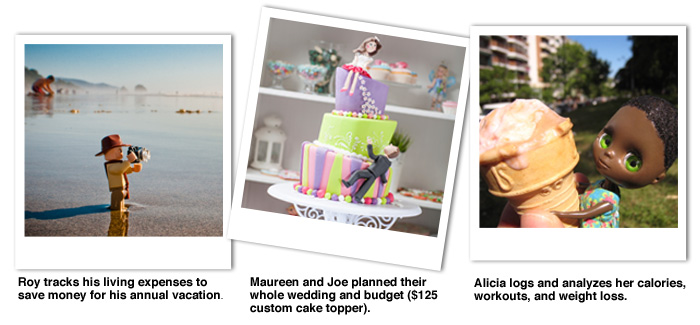 Roy tracks his living expenses to
save money for his annual vacation.
Maureen and Joe planned their
whole wedding and budget ($125
custom cake topper).
Alicia logs and analyzes her calories,
workouts, and weight loss.